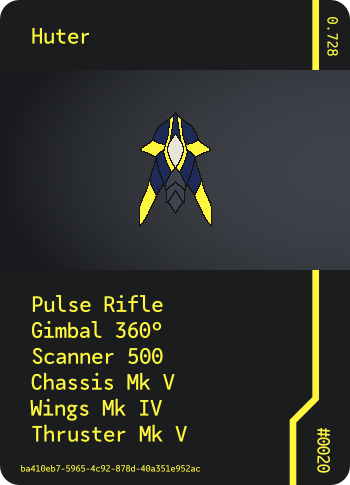 Huter
0.728
Pulse Rifle
Gimbal 360°
Scanner 500
Chassis Mk V
Wings Mk IV
Thruster Mk V
ba410eb7-5965-4c92-878d-40a351e952ac
#0020